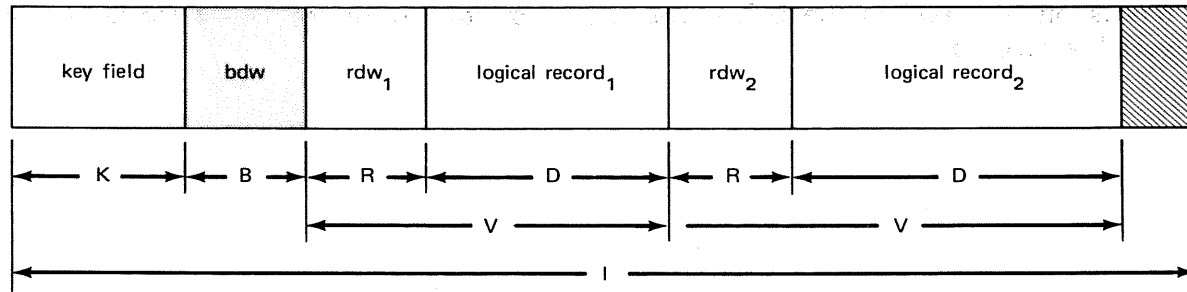 key field bdw rdw1 logical record1 rdw2 logical record2
K B R D R D
V V
I